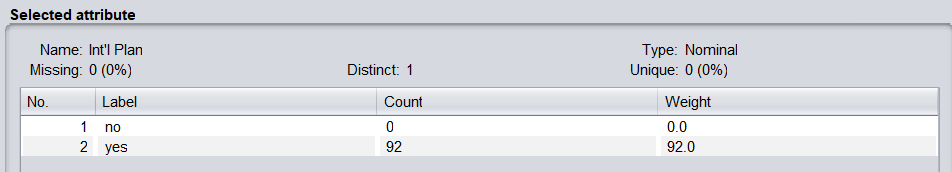 Selected attribute
Name: Int'l Plan Type: Nominal
Missing: 0 (0%) Distinct: 1 Unique: 0 (0%)
No. Label Count Weight
1 no 0 0.0
2 yes 92 92.0